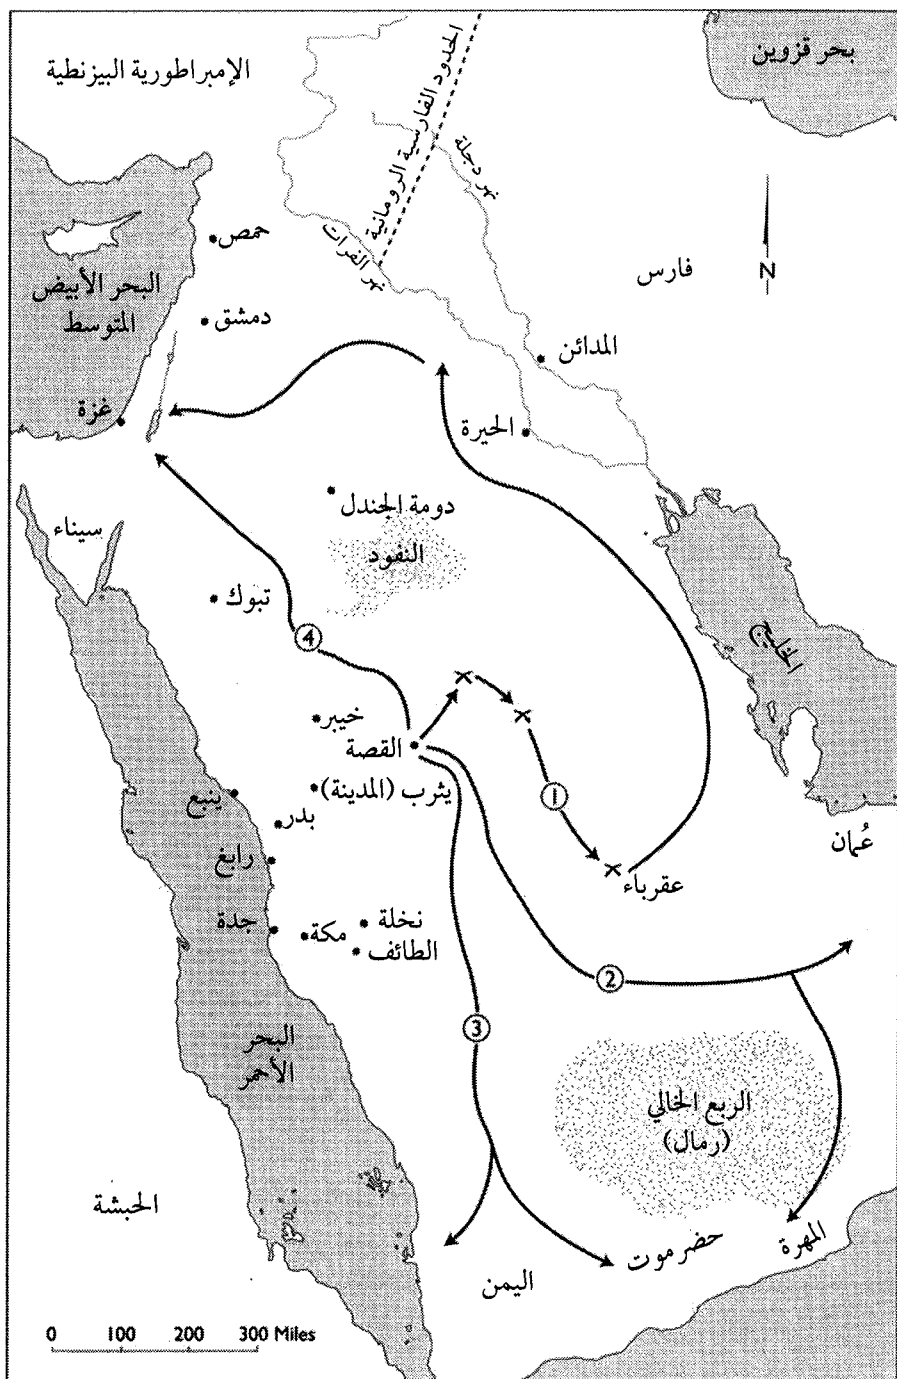 الإمبراطورية البيزنطية
الحدود الفارسية الرومانية
بحر قزوين
نهر دجلة
نهر الفرات
حمص
فارس
N
البحر الأبيض
المتوسط
دمشق
المدائن
غزة
الحيرة
دومة الجندل
النفود
سيناء
تبوك
الخليج
4
خيبر
القصة
يثرب (المدينة)
ينبع
بدر
1
عُمان
رابغ
عقرباء
جدة
مكة
نخلة
الطائف
2
3
البحر
الأحمر
الربع الخالي
(رمال)
الحبشة
اليمن
حضر موت
المهرة
0 100 200 300 Miles